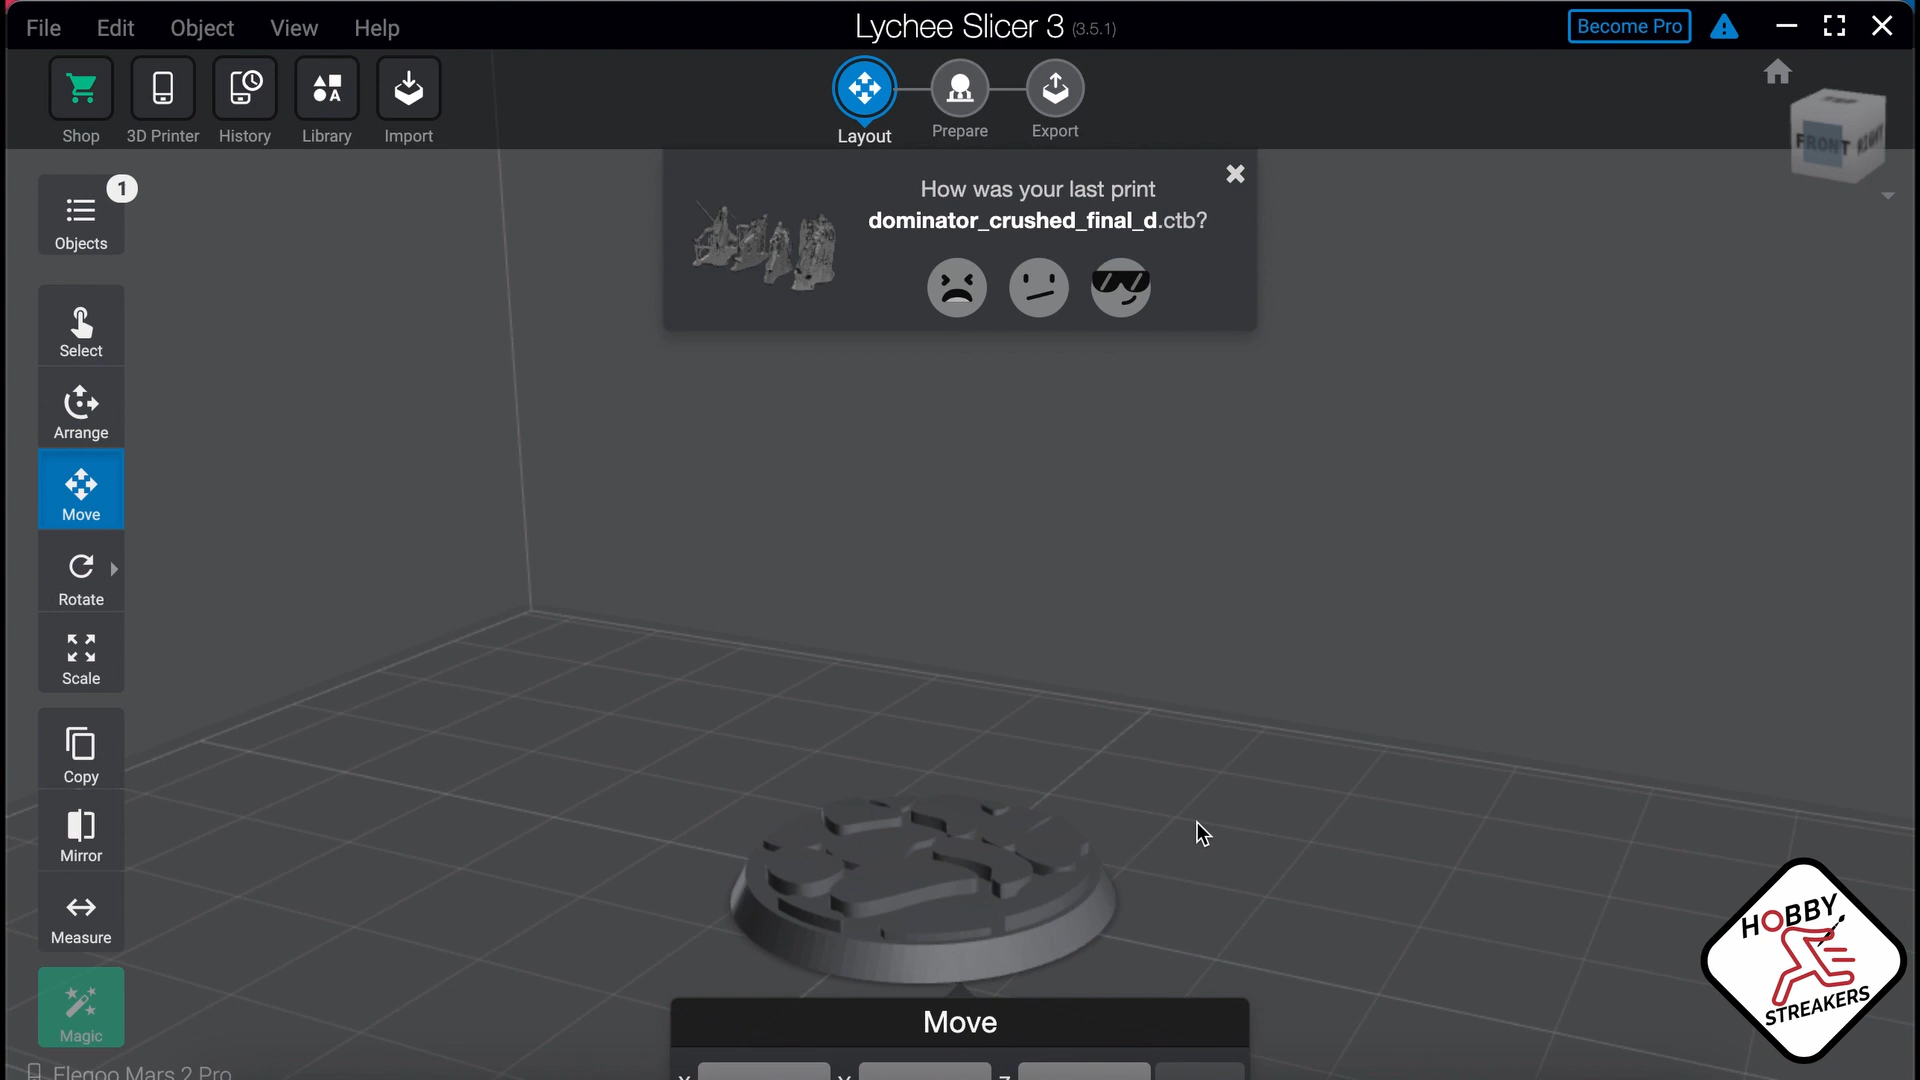 File Edit Object View Help
Lychee Slicer 3 (3.5.1)
Become Pro
Shop
3D Printer
History
Library
Import
Layout
Prepare
Export
FRONT
RIGHT
1
Objects
How was your last print
dominator_crushed_final_d.ctb?
Select
Arrange
Move
Rotate
Scale
Copy
Mirror
Measure
Magic
Elegoo Mars 2 Pro
Move
X Y Z
HOBBY
STREAKERS